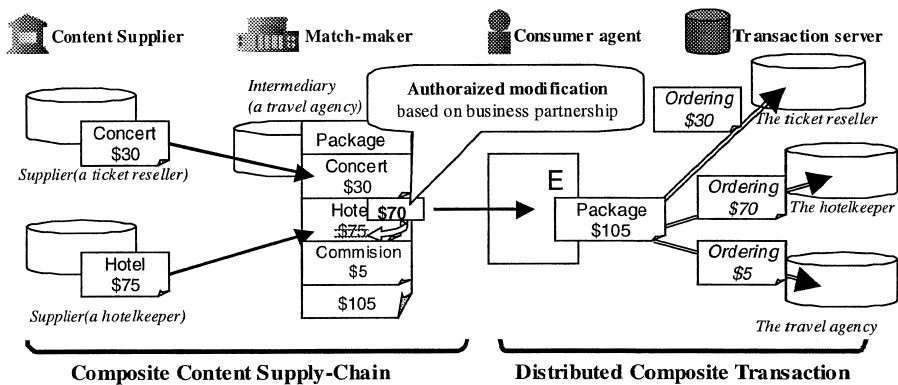 Content Supplier
Match-maker
Consumer agent
Transaction server
Intermediary
(a travel agency)
Authoraized modification
based on business partnership
Concert
$30
Supplier(a ticket reseller)
Hotel
$75
Supplier(a hotelkeeper)
Package
Concert
$30
Hote
$70
$75
Commision
$5
$105
E
Package
$105
Ordering
$30
The ticket reseller
Ordering
$70
The hotelkeeper
Ordering
$5
The travel agency
Composite Content Supply-Chain
Distributed Composite Transaction